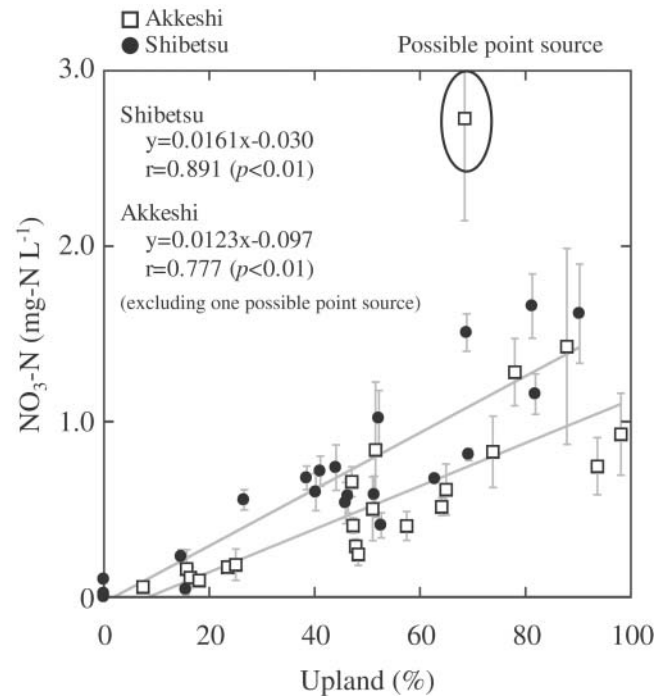 Akkeshi
Shibetsu
Possible point source
3.0
Shibetsu
y=0.0161x-0.030
r=0.891 (p<0.01)
Akkeshi
y=0.0123x-0.097
r=0.777 (p<0.01)
(excluding one possible point source)
2.0
1.0
0
NO₃-N (mg-N L⁻¹)
0 20 40 60 80 100
Upland (%)